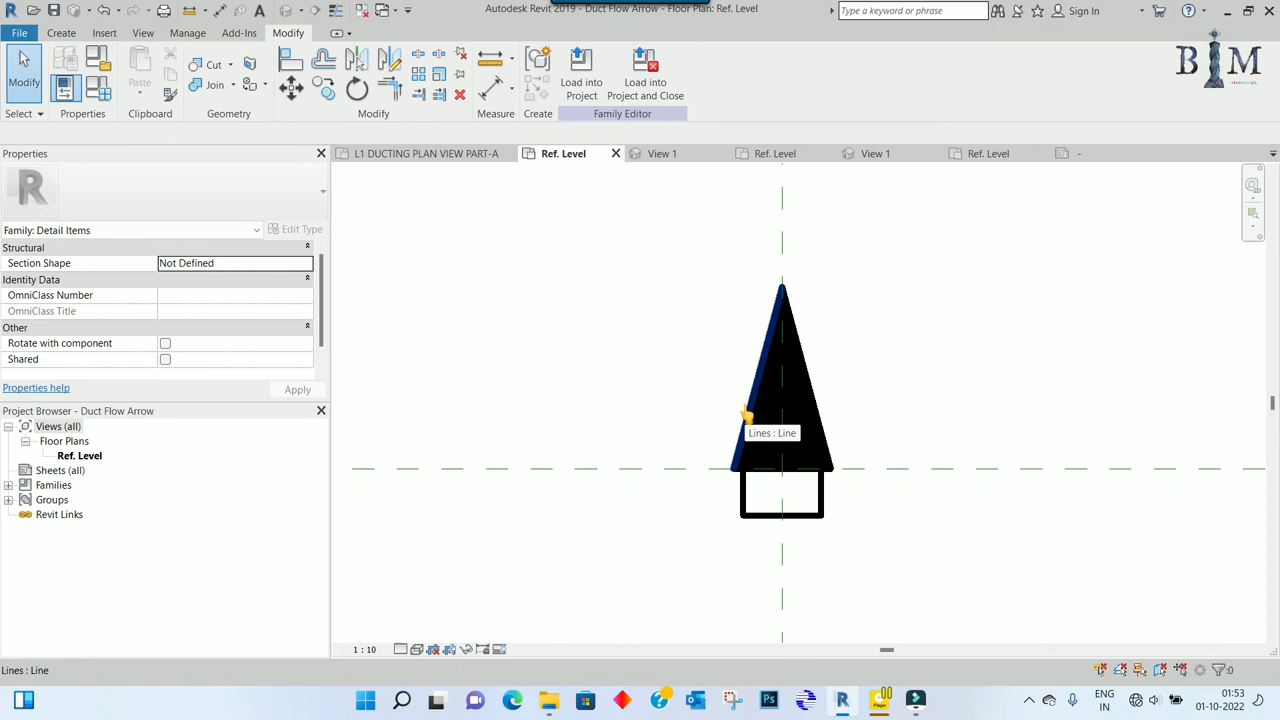 Autodesk Revit 2019 - Duct Flow Arrow - Floor Plan: Ref. Level
Type a keyword or phrase
Sign In
File Create Insert View Manage Add-Ins Modify
Modify
Paste
Cut
Join
Load into
Project
Load into
Project and Close
Select Properties Clipboard Geometry Modify Measure Create Family Editor
BIM
Properties
L1 DUCTING PLAN VIEW PART-A
Ref. Level
View 1
Ref. Level
View 1
Ref. Level
-
Family: Detail Items
Edit Type
Structural
Section Shape Not Defined
Identity Data
OmniClass Number
OmniClass Title
Other
Rotate with component
Shared
Properties help
Apply
Project Browser - Duct Flow Arrow
Views (all)
Floor Plans
Ref. Level
Sheets (all)
Families
Groups
Revit Links
Lines : Line
1 : 10
Lines : Line
:0
ENG
IN
01:53
01-10-2022